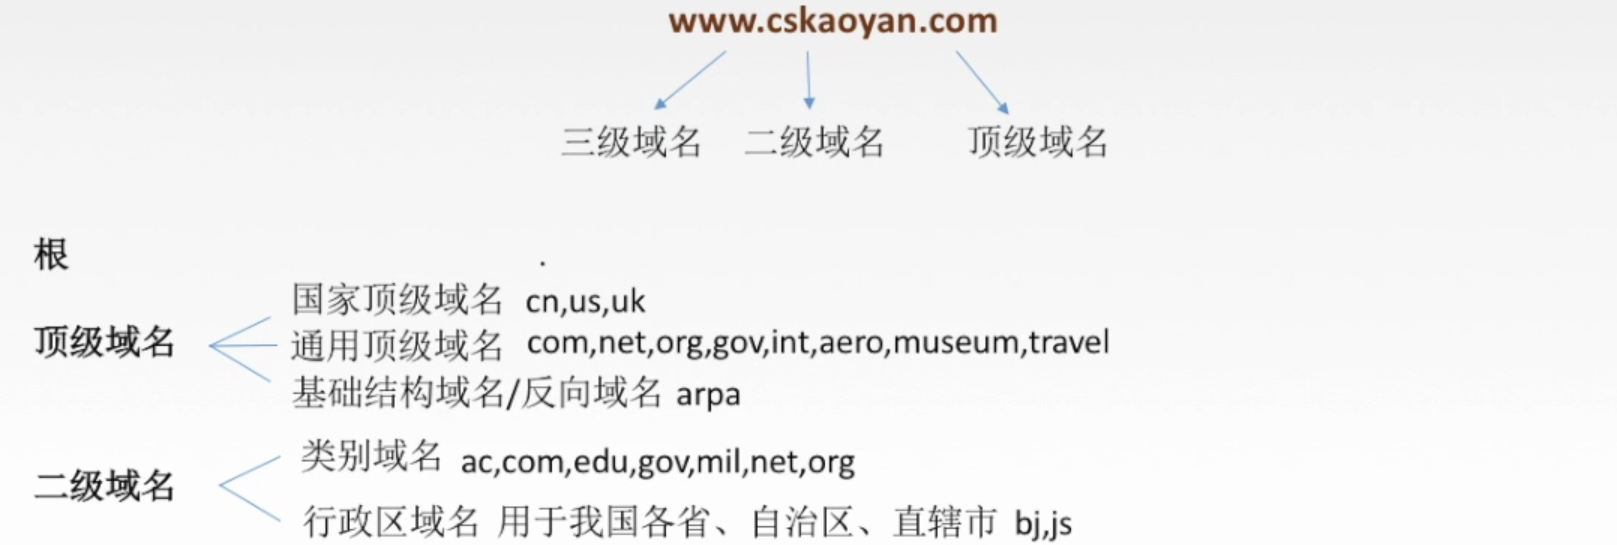 www.cskaoyan.com
三级域名 二级域名 顶级域名
根 .
国家顶级域名 cn,us,uk
顶级域名 通用顶级域名 com,net,org,gov,int,aero,museum,travel
基础结构域名/反向域名 arpa
类别域名 ac,com,edu,gov,mil,net,org
二级域名
行政区域名 用于我国各省、自治区、直辖市 bj,js